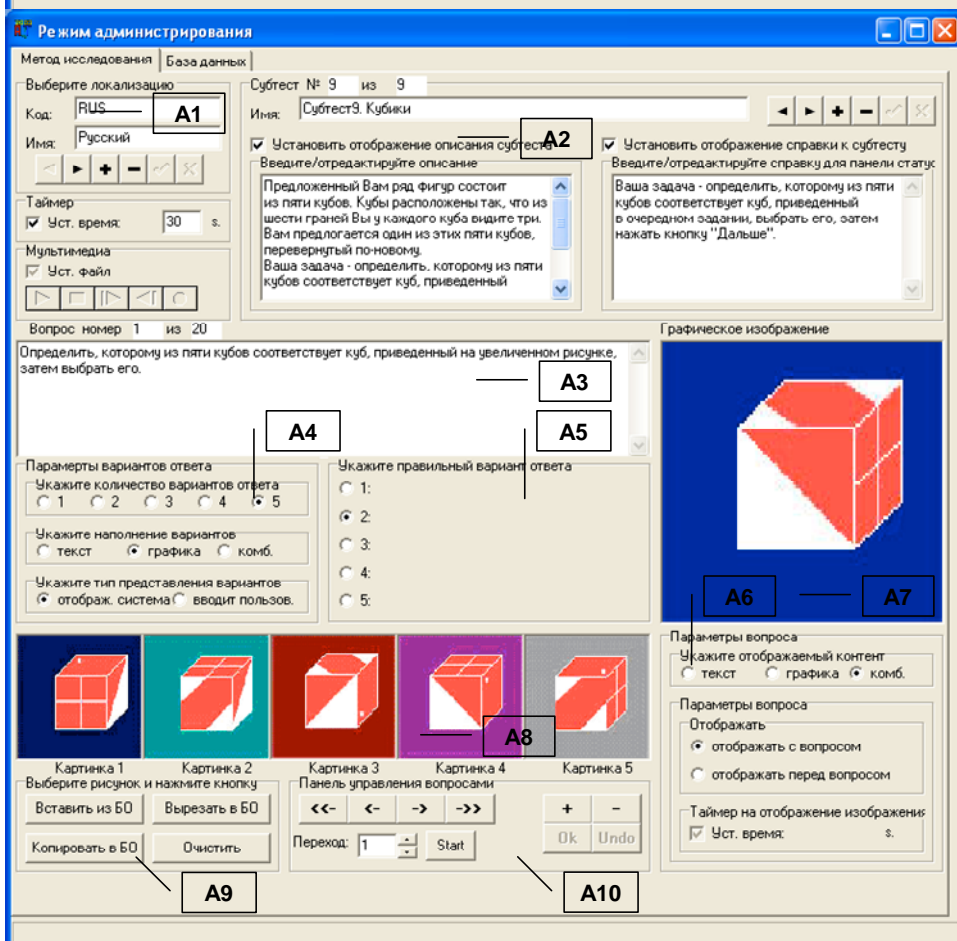 Режим администрирования
Метод исследования База данных
Выберите локализацию
Код: RUS
A1
Имя: Русский
Таймер
Уст. время: 30 s.
Мультимедиа
Уст. файл
Субтест № 9 из 9
Имя: Субтест9. Кубики
A2
Установить отображение описания субтеста
Введите/отредактируйте описание
Предложенный Вам ряд фигур состоит
из пяти кубов. Кубы расположены так, что из
шести граней Вы у каждого куба видите три.
Вам предлогается один из этих пяти кубов,
перевернутый по-новому.
Ваша задача - определить, которому из пяти
кубов соответствует куб, приведенный
Установить отображение справки к субтесту
Введите/отредактируйте справку для панели статус
Ваша задача - определить, которому из пяти
кубов соответствует куб, приведенный
в очередном задании, выбрать его, затем
нажать кнопку "Дальше".
Вопрос номер 1 из 20
Определить, которому из пяти кубов соответствует куб, приведенный на увеличенном рисунке,
затем выбрать его.
A3
A4
A5
Графическое изображение
A6
A7
Парамерты вариантов ответа
Укажите количество вариантов ответа
1 2 3 4 5
Укажите наполнение вариантов
текст графика комб.
Укажите тип представления вариантов
отображ. система вводит пользов.
Укажите правильный вариант ответа
1:
2:
3:
4:
5:
Параметры вопроса
Укажите отображаемый контент
текст графика комб.
Параметры вопроса
Отображать
отображать с вопросом
отображать перед вопросом
Таймер на отображение изображения
Уст. время: s.
A8
Картинка 1 Картинка 2 Картинка 3 Картинка 4 Картинка 5
Выберите рисунок и нажмите кнопку
Вставить из БО Вырезать в БО
Копировать в БО Очистить
A9
Панель управления вопросами
<<- <- -> ->> + -
Переход: 1 Start Ok Undo
A10